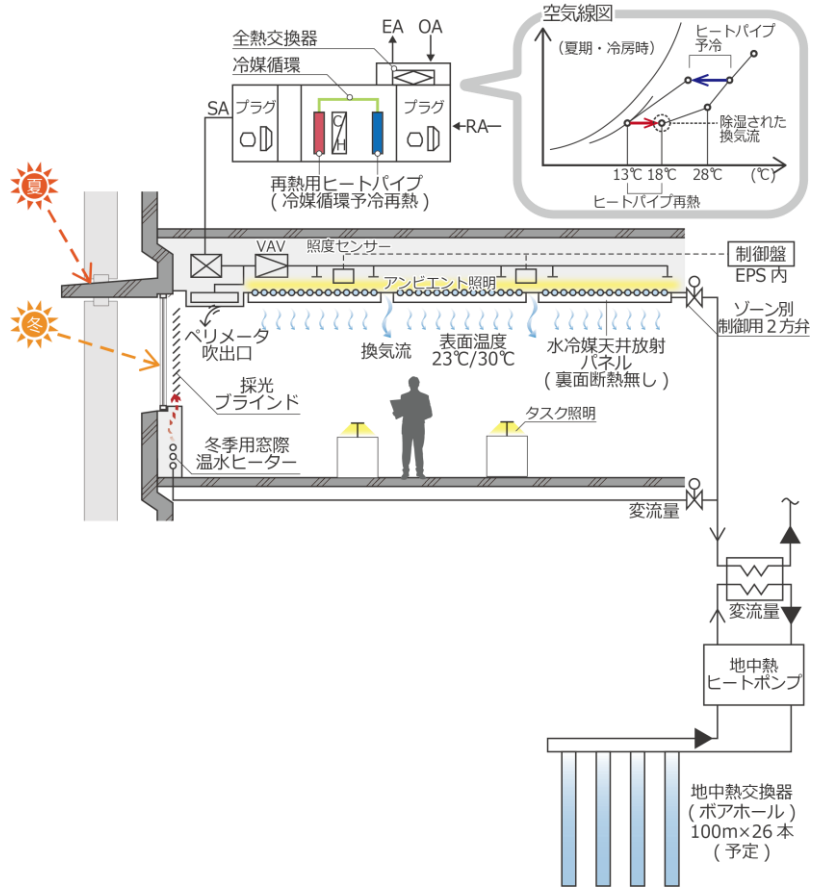 空気線図
(夏期・冷房時)
ヒートパイプ
予冷
除湿された
換気流
13℃
18℃
28℃
(℃)
ヒートパイプ再熱
EA
OA
全熱交換器
冷媒循環
SA
プラグ
C/H
プラグ
RA
再熱用ヒートパイプ
(冷媒循環予冷再熱)
夏
冬
VAV
照度センサー
制御盤
EPS内
アンビエント照明
ゾーン別
制御用2方弁
ペリメータ
吹出口
換気流
表面温度
23℃/30℃
水冷媒天井放射
パネル
(裏面断熱無し)
採光
ブラインド
タスク照明
冬季用窓際
温水ヒーター
変流量
変流量
地中熱
ヒートポンプ
地中熱交換器
(ボアホール)
100m×26本
(予定)